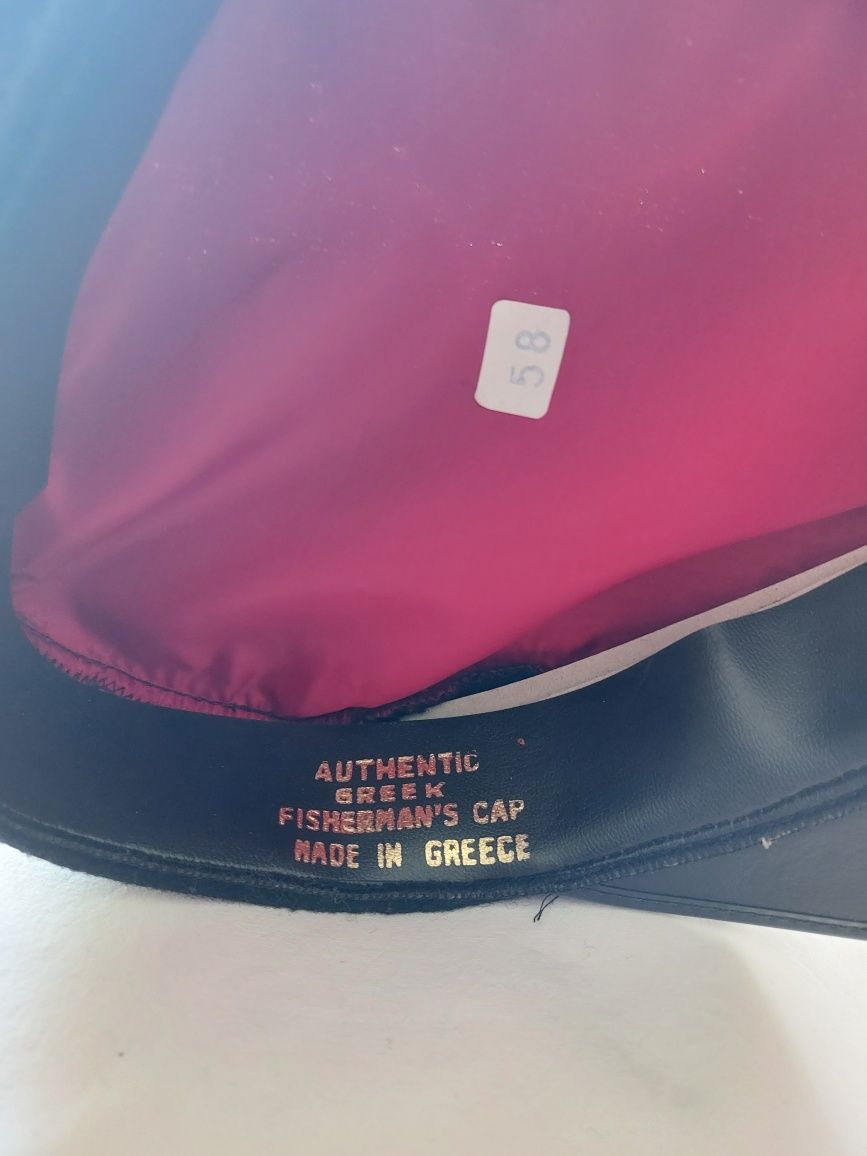 58
AUTHENTIC
GREEK
FISHERMAN'S CAP
MADE IN GREECE